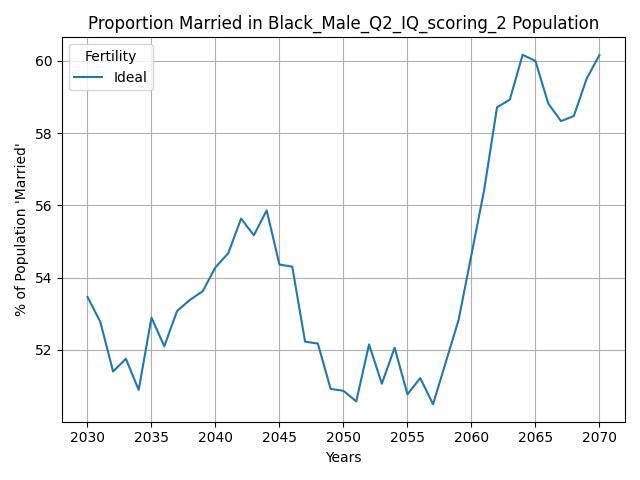 Proportion Married in Black_Male_Q2_IQ_scoring_2 Population
Fertility
Ideal
% of Population 'Married'
60
58
56
54
52
2030 2035 2040 2045 2050 2055 2060 2065 2070
Years